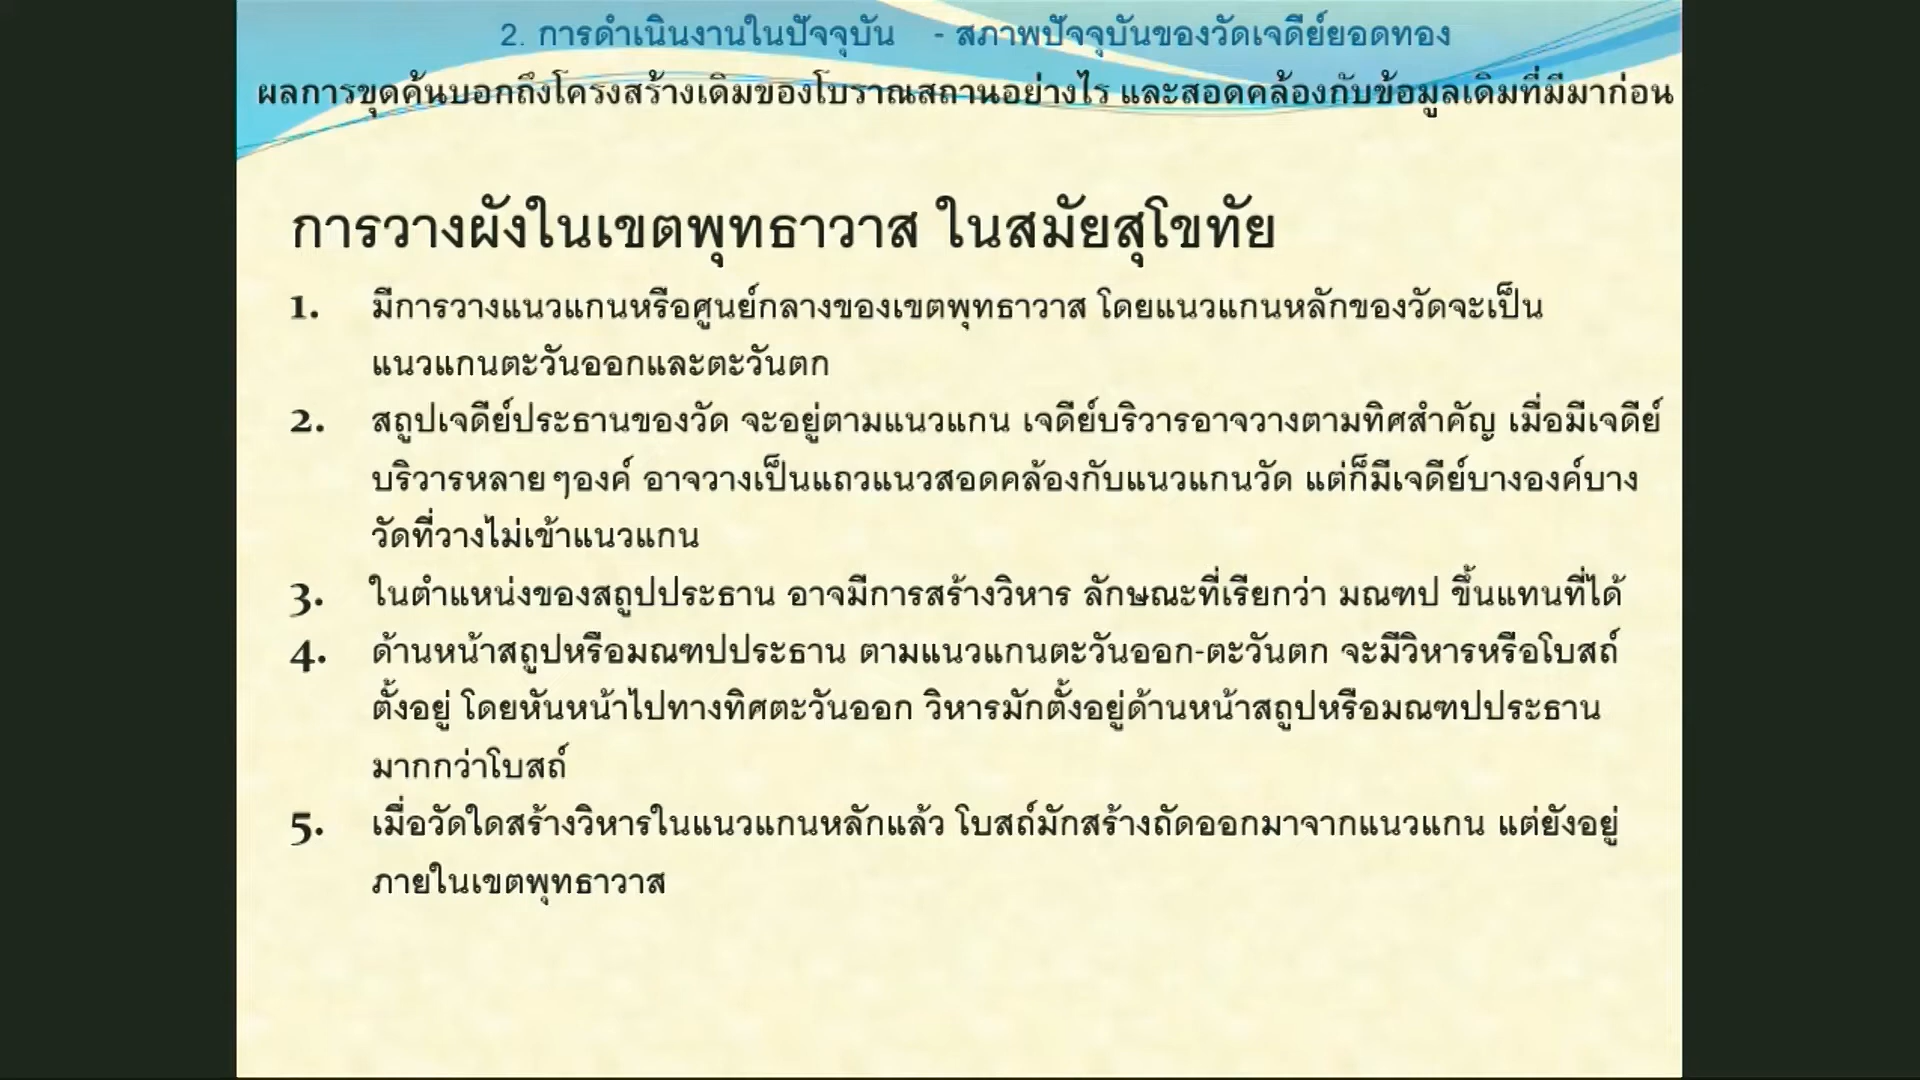 2. การดำเนินงานในปัจจุบัน - สภาพปัจจุบันของวัดเจดีย์ยอดทอง
ผลการขุดค้นบอกถึงโครงสร้างเดิมของโบราณสถานอย่างไร และสอดคล้องกับข้อมูลเดิมที่มีมาก่อน
การวางผังในเขตพุทธาวาส ในสมัยสุโขทัย
1. มีการวางแนวแกนหรือศูนย์กลางของเขตพุทธาวาส โดยแนวแกนหลักของวัดจะเป็น
แนวแกนตะวันออกและตะวันตก
2. สถูปเจดีย์ประธานของวัด จะอยู่ตามแนวแกน เจดีย์บริวารอาจวางตามทิศสำคัญ เมื่อมีเจดีย์
บริวารหลาย ๆองค์ อาจวางเป็นแถวแนวสอดคล้องกับแนวแกนวัด แต่ก็มีเจดีย์บางองค์บาง
วัดที่วางไม่เข้าแนวแกน
3. ในตำแหน่งของสถูปประธาน อาจมีการสร้างวิหาร ลักษณะที่เรียกว่า มณฑป ขึ้นแทนที่ได้
4. ด้านหน้าสถูปหรือมณฑปประธาน ตามแนวแกนตะวันออก-ตะวันตก จะมีวิหารหรือโบสถ์
ตั้งอยู่ โดยหันหน้าไปทางทิศตะวันออก วิหารมักตั้งอยู่ด้านหน้าสถูปหรือมณฑปประธาน
มากกว่าโบสถ์
5. เมื่อวัดใดสร้างวิหารในแนวแกนหลักแล้ว โบสถ์มักสร้างถัดออกมาจากแนวแกน แต่ยังอยู่
ภายในเขตพุทธาวาส